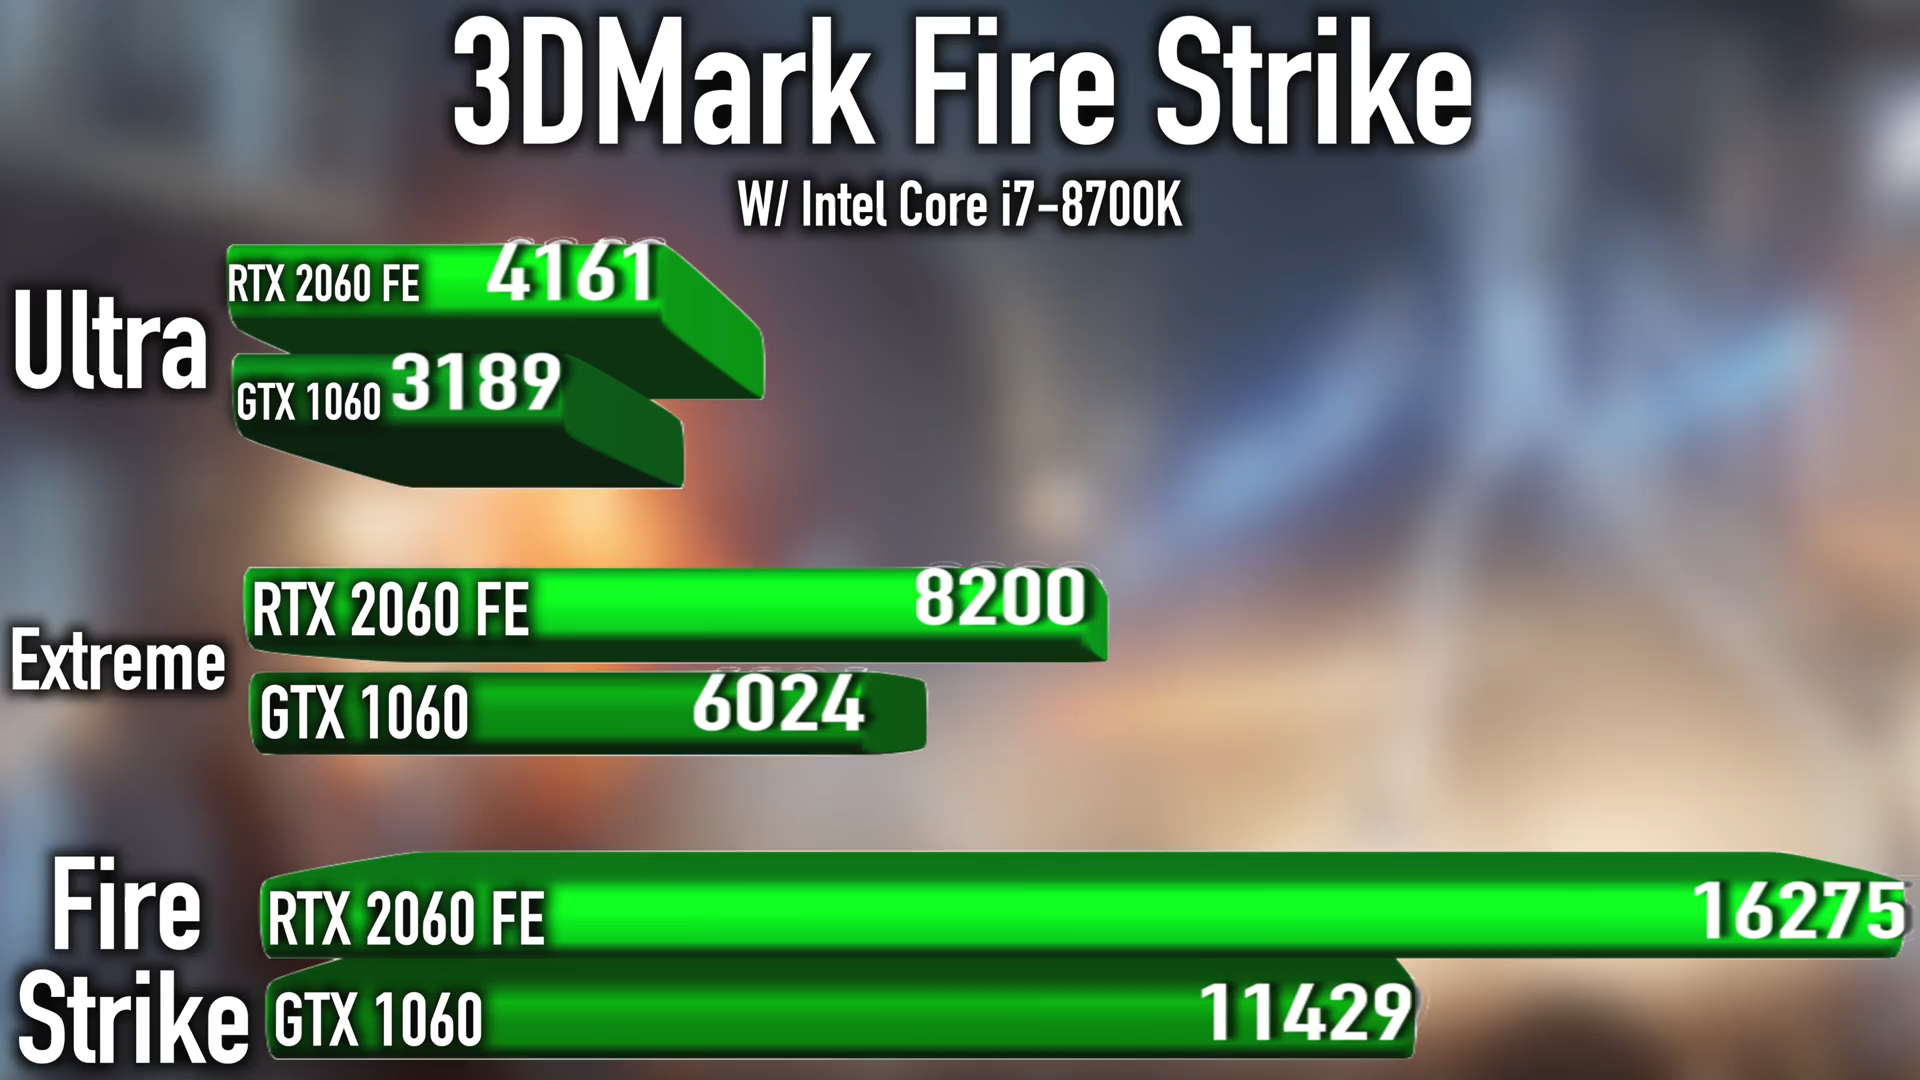 3DMark Fire Strike
W/ Intel Core i7-8700K
Ultra
RTX 2060 FE 4161
GTX 1060 3189
Extreme
RTX 2060 FE 8200
GTX 1060 6024
Fire
Strike
RTX 2060 FE 16275
GTX 1060 11429